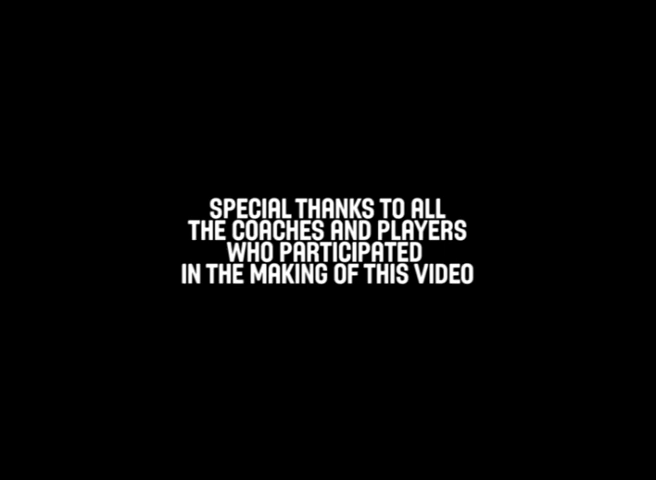 SPECIAL THANKS TO ALL
THE COACHES AND PLAYERS
WHO PARTICIPATED
IN THE MAKING OF THIS VIDEO